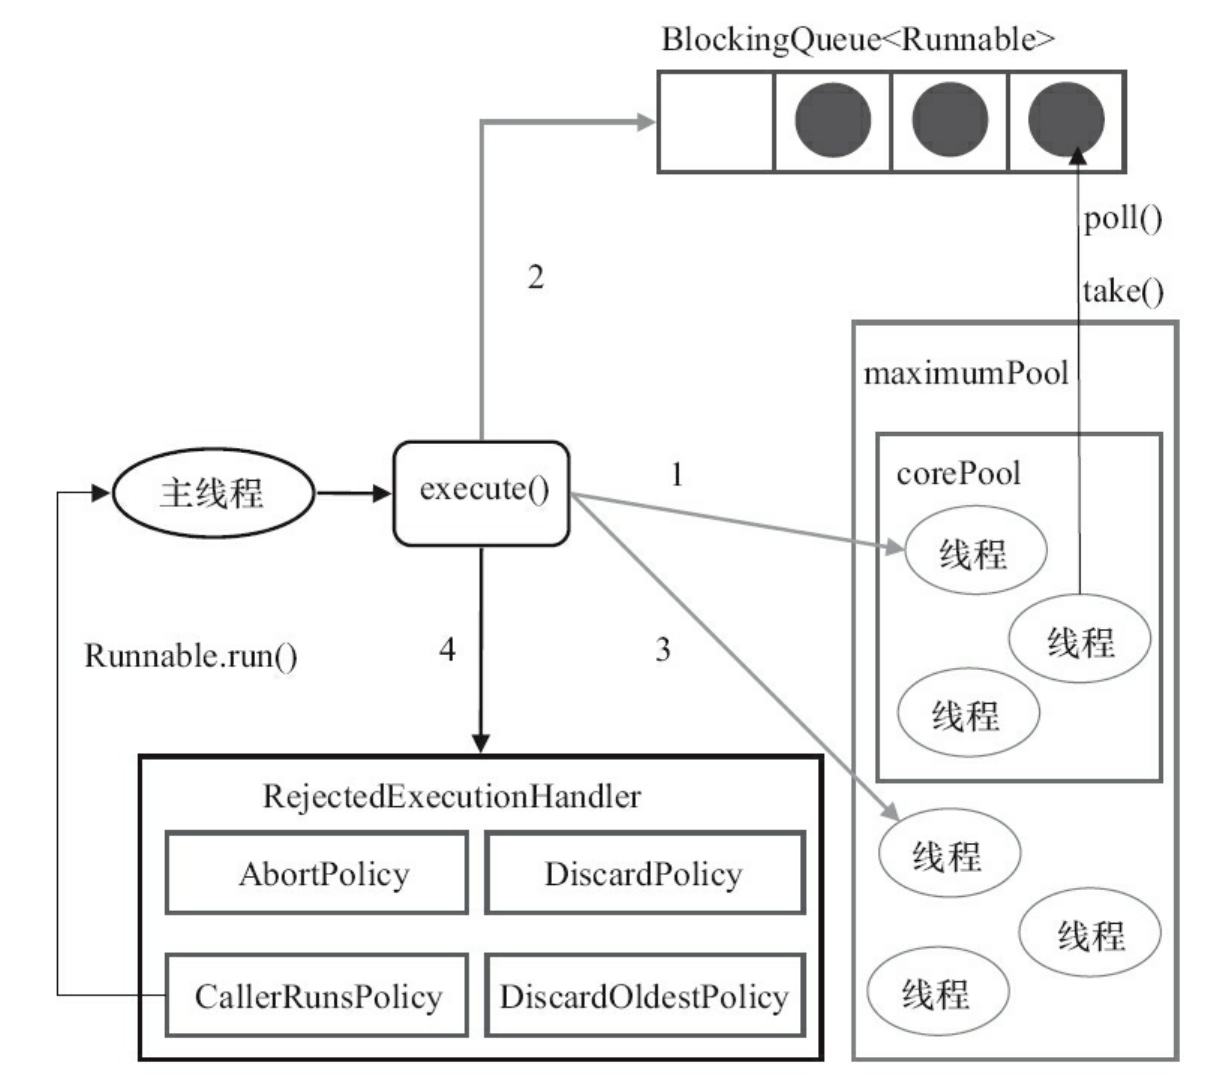 BlockingQueue<Runnable>
poll()
2
take()
maximumPool
corePool
1
主线程
execute()
线程
线程
Runnable.run()
4
3
线程
RejectedExecutionHandler
线程
AbortPolicy
DiscardPolicy
线程
CallerRunsPolicy
DiscardOldestPolicy
线程